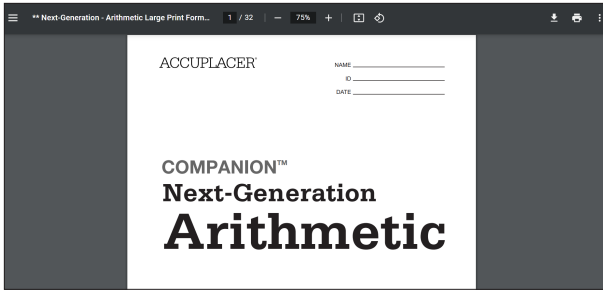 ** Next-Generation - Arithmetic Large Print Form... 1 / 32 75%
ACCUPLACER®
NAME
ID
DATE
COMPANION™
Next-Generation
Arithmetic